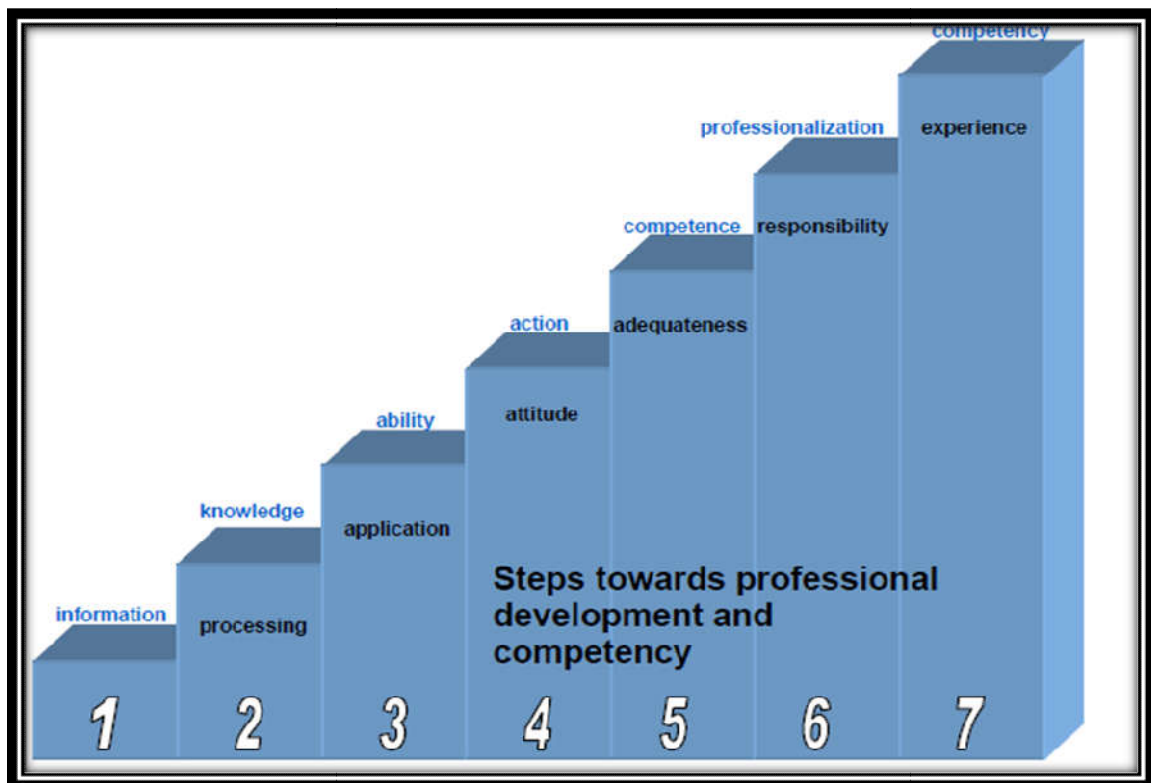 competency
experience
professionalization
responsibility
competence
adequateness
action
attitude
ability
application
knowledge
processing
information
Steps towards professional
development and
competency
1 2 3 4 5 6 7